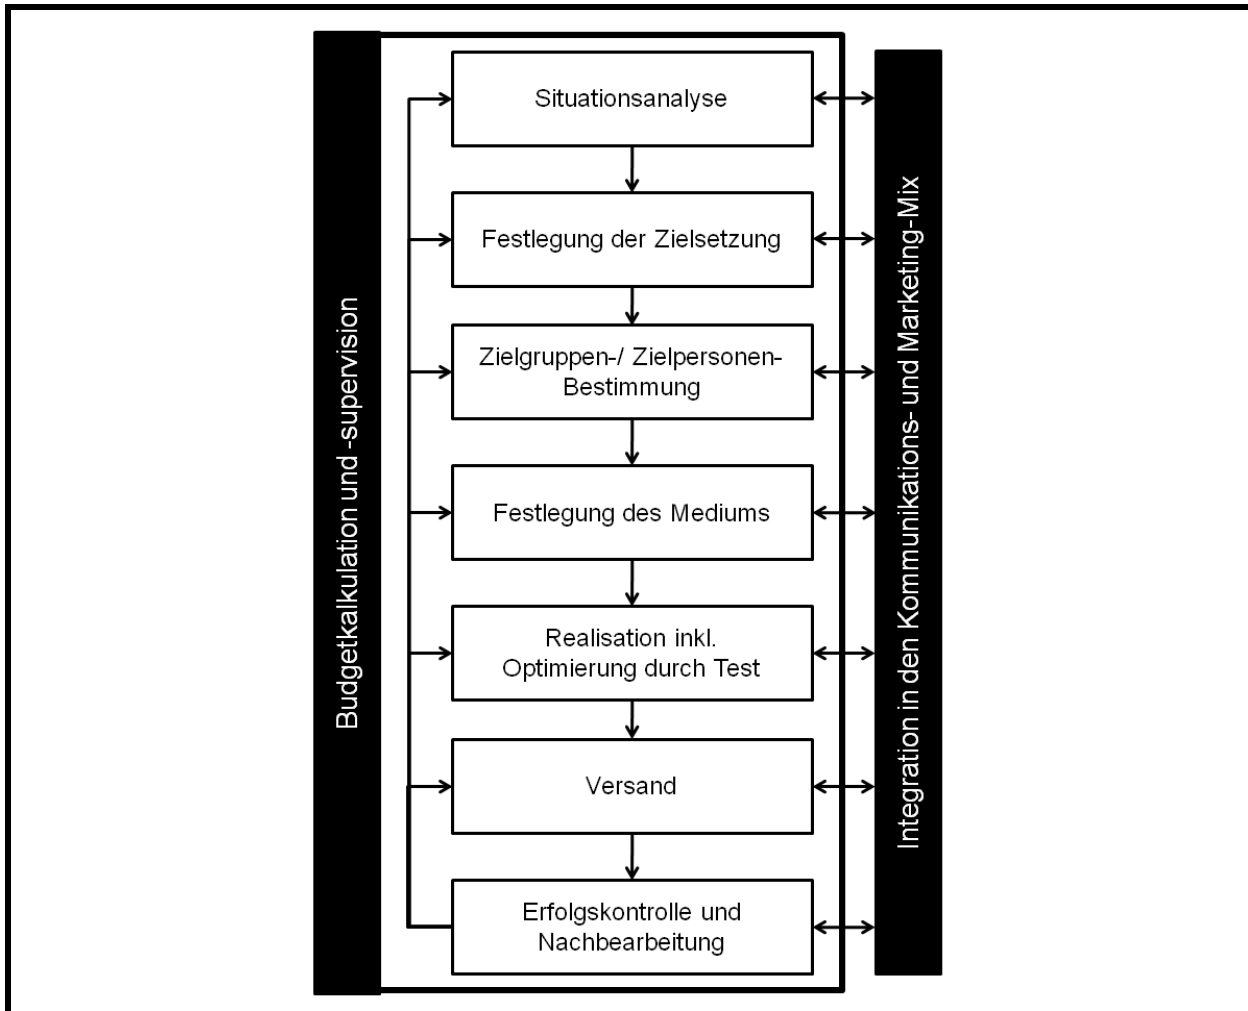 Budgetkalkulation und -supervision
Situationsanalyse
Festlegung der Zielsetzung
Zielgruppen-/ Zielpersonen-
Bestimmung
Festlegung des Mediums
Realisation inkl.
Optimierung durch Test
Versand
Erfolgskontrolle und
Nachbearbeitung
Integration in den Kommunikations- und Marketing-Mix